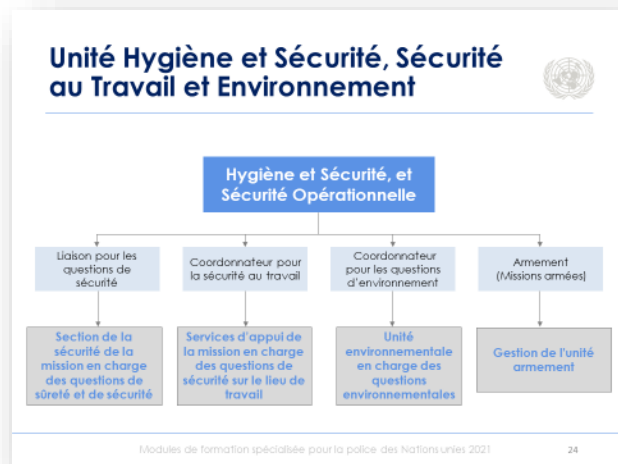 Unité Hygiène et Sécurité, Sécurité
au Travail et Environnement
Hygiène et Sécurité, et
Sécurité Opérationnelle
Liaison pour les
questions de
sécurité
Coordonnateur pour
la sécurité au travail
Coordonnateur
pour les questions
d'environnement
Armement
(Missions armées)
Section de la
sécurité de la
mission en charge
des questions de
sûreté et de sécurité
Services d'appui de
la mission en charge
des questions de
sécurité sur le lieu de
travail
Unité
environnementale
en charge des
questions
environnementales
Gestion de l'unité
armement
Modules de formation spécialisée pour la police des Nations unies 2021
24